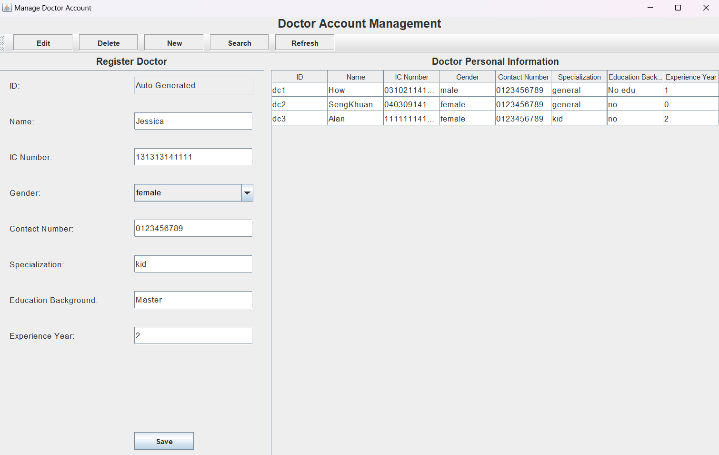 Manage Doctor Account
Doctor Account Management
Edit Delete New Search Refresh
Register Doctor
ID: Auto Generated
Name: Jessica
IC Number: 131313141111
Gender: female
Contact Number: 0123456789
Specialization: kid
Education Background: Master
Experience Year: 2
Save
Doctor Personal Information
ID Name IC Number Gender Contact Number Specialization Education Back... Experience Year
dc1 How 031021141... male 0123456789 general No edu 1
dc2 SengKhuan 040309141 female 0123456789 general no 0
dc3 Alan 111111141... female 0123456789 kid no 2